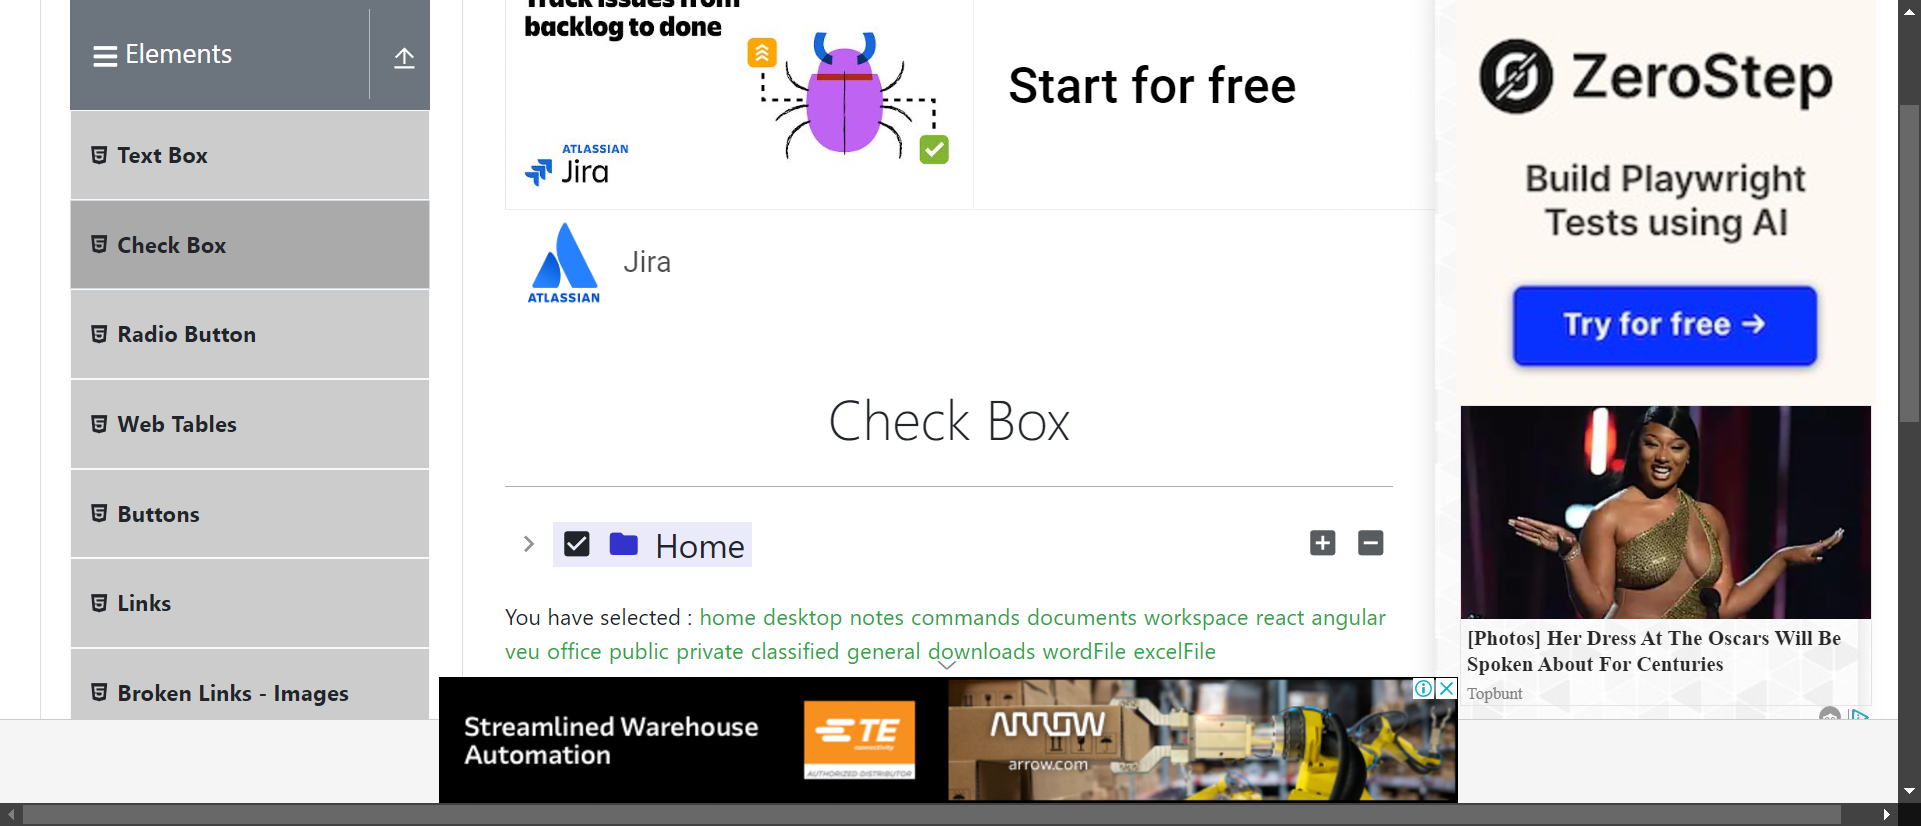 Elements
Text Box
Check Box
Radio Button
Web Tables
Buttons
Links
Broken Links - Images
Track issues from
backlog to done
ATLASSIAN
Jira
Start for free
ATLASSIAN
Jira
Check Box
Home
You have selected : home desktop notes commands documents workspace react angular
veu office public private classified general downloads wordFile excelFile
ZeroStep
Build Playwright
Tests using AI
Try for free →
[Photos] Her Dress At The Oscars Will Be
Spoken About For Centuries
Topbunt
Streamlined Warehouse
Automation
TE
connectivity
AUTHORIZED DISTRIBUTOR
ARROW
arrow.com